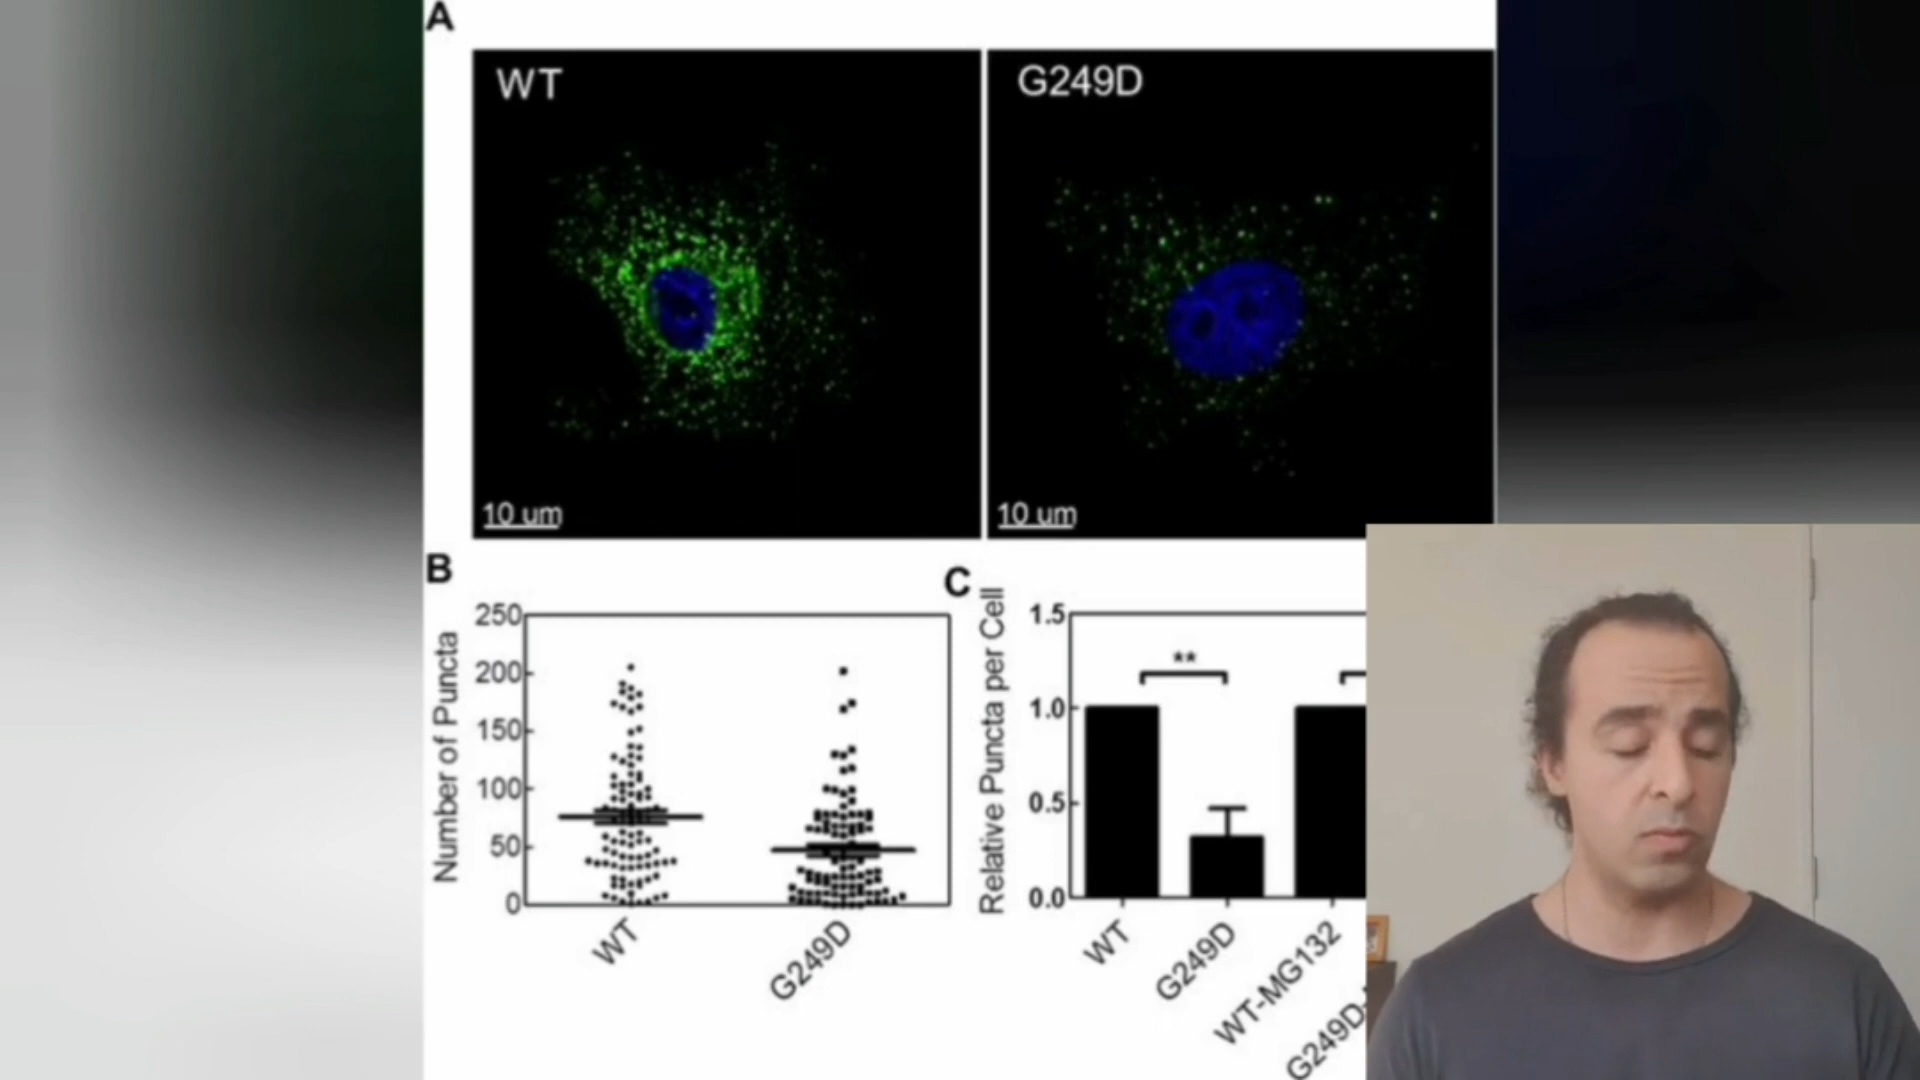 A
WT
G249D
10 um
10 um
B
Number of Puncta
250
200
150
100
50
0
WT
G249D
C
Relative Puncta per Cell
1.5
1.0
0.5
0.0
**
WT
G249D
WT-MG132
G249D-